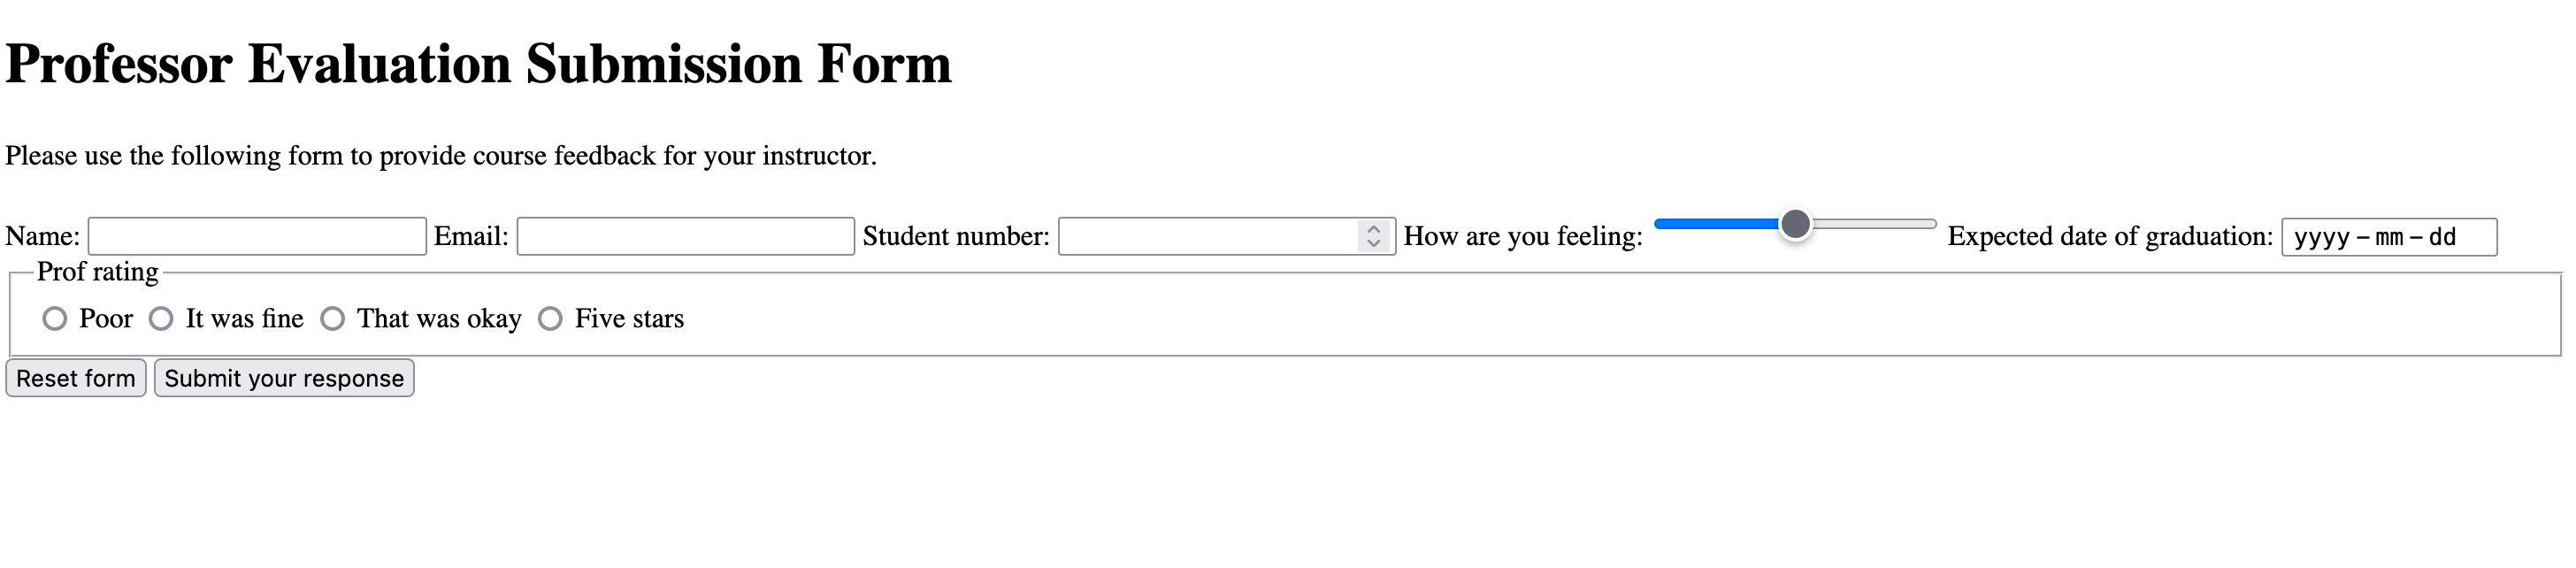 Professor Evaluation Submission Form
Please use the following form to provide course feedback for your instructor.
Name: Email: Student number: How are you feeling: Expected date of graduation: yyyy – mm – dd
Prof rating
Poor It was fine That was okay Five stars
Reset form Submit your response